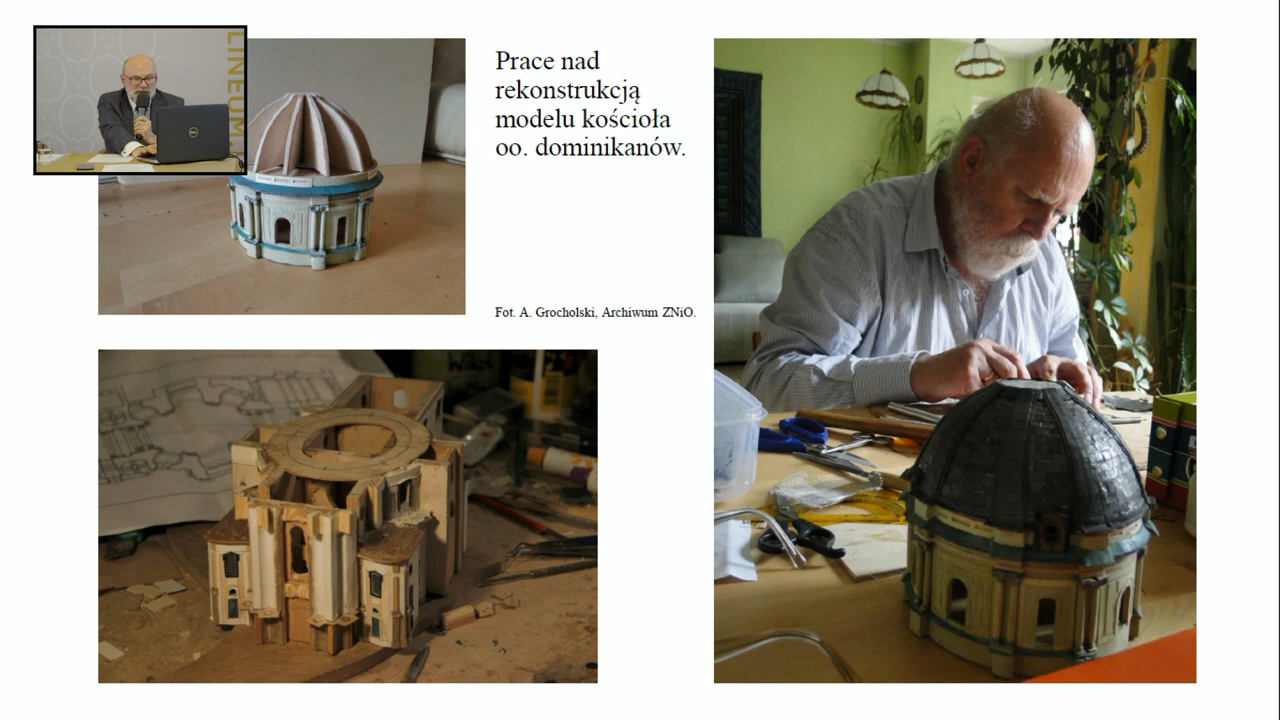 LINEUM
Prace nad
rekonstrukcją
modelu kościoła
oo. dominikanów.
Fot. A. Grocholski, Archiwum ZNiO.